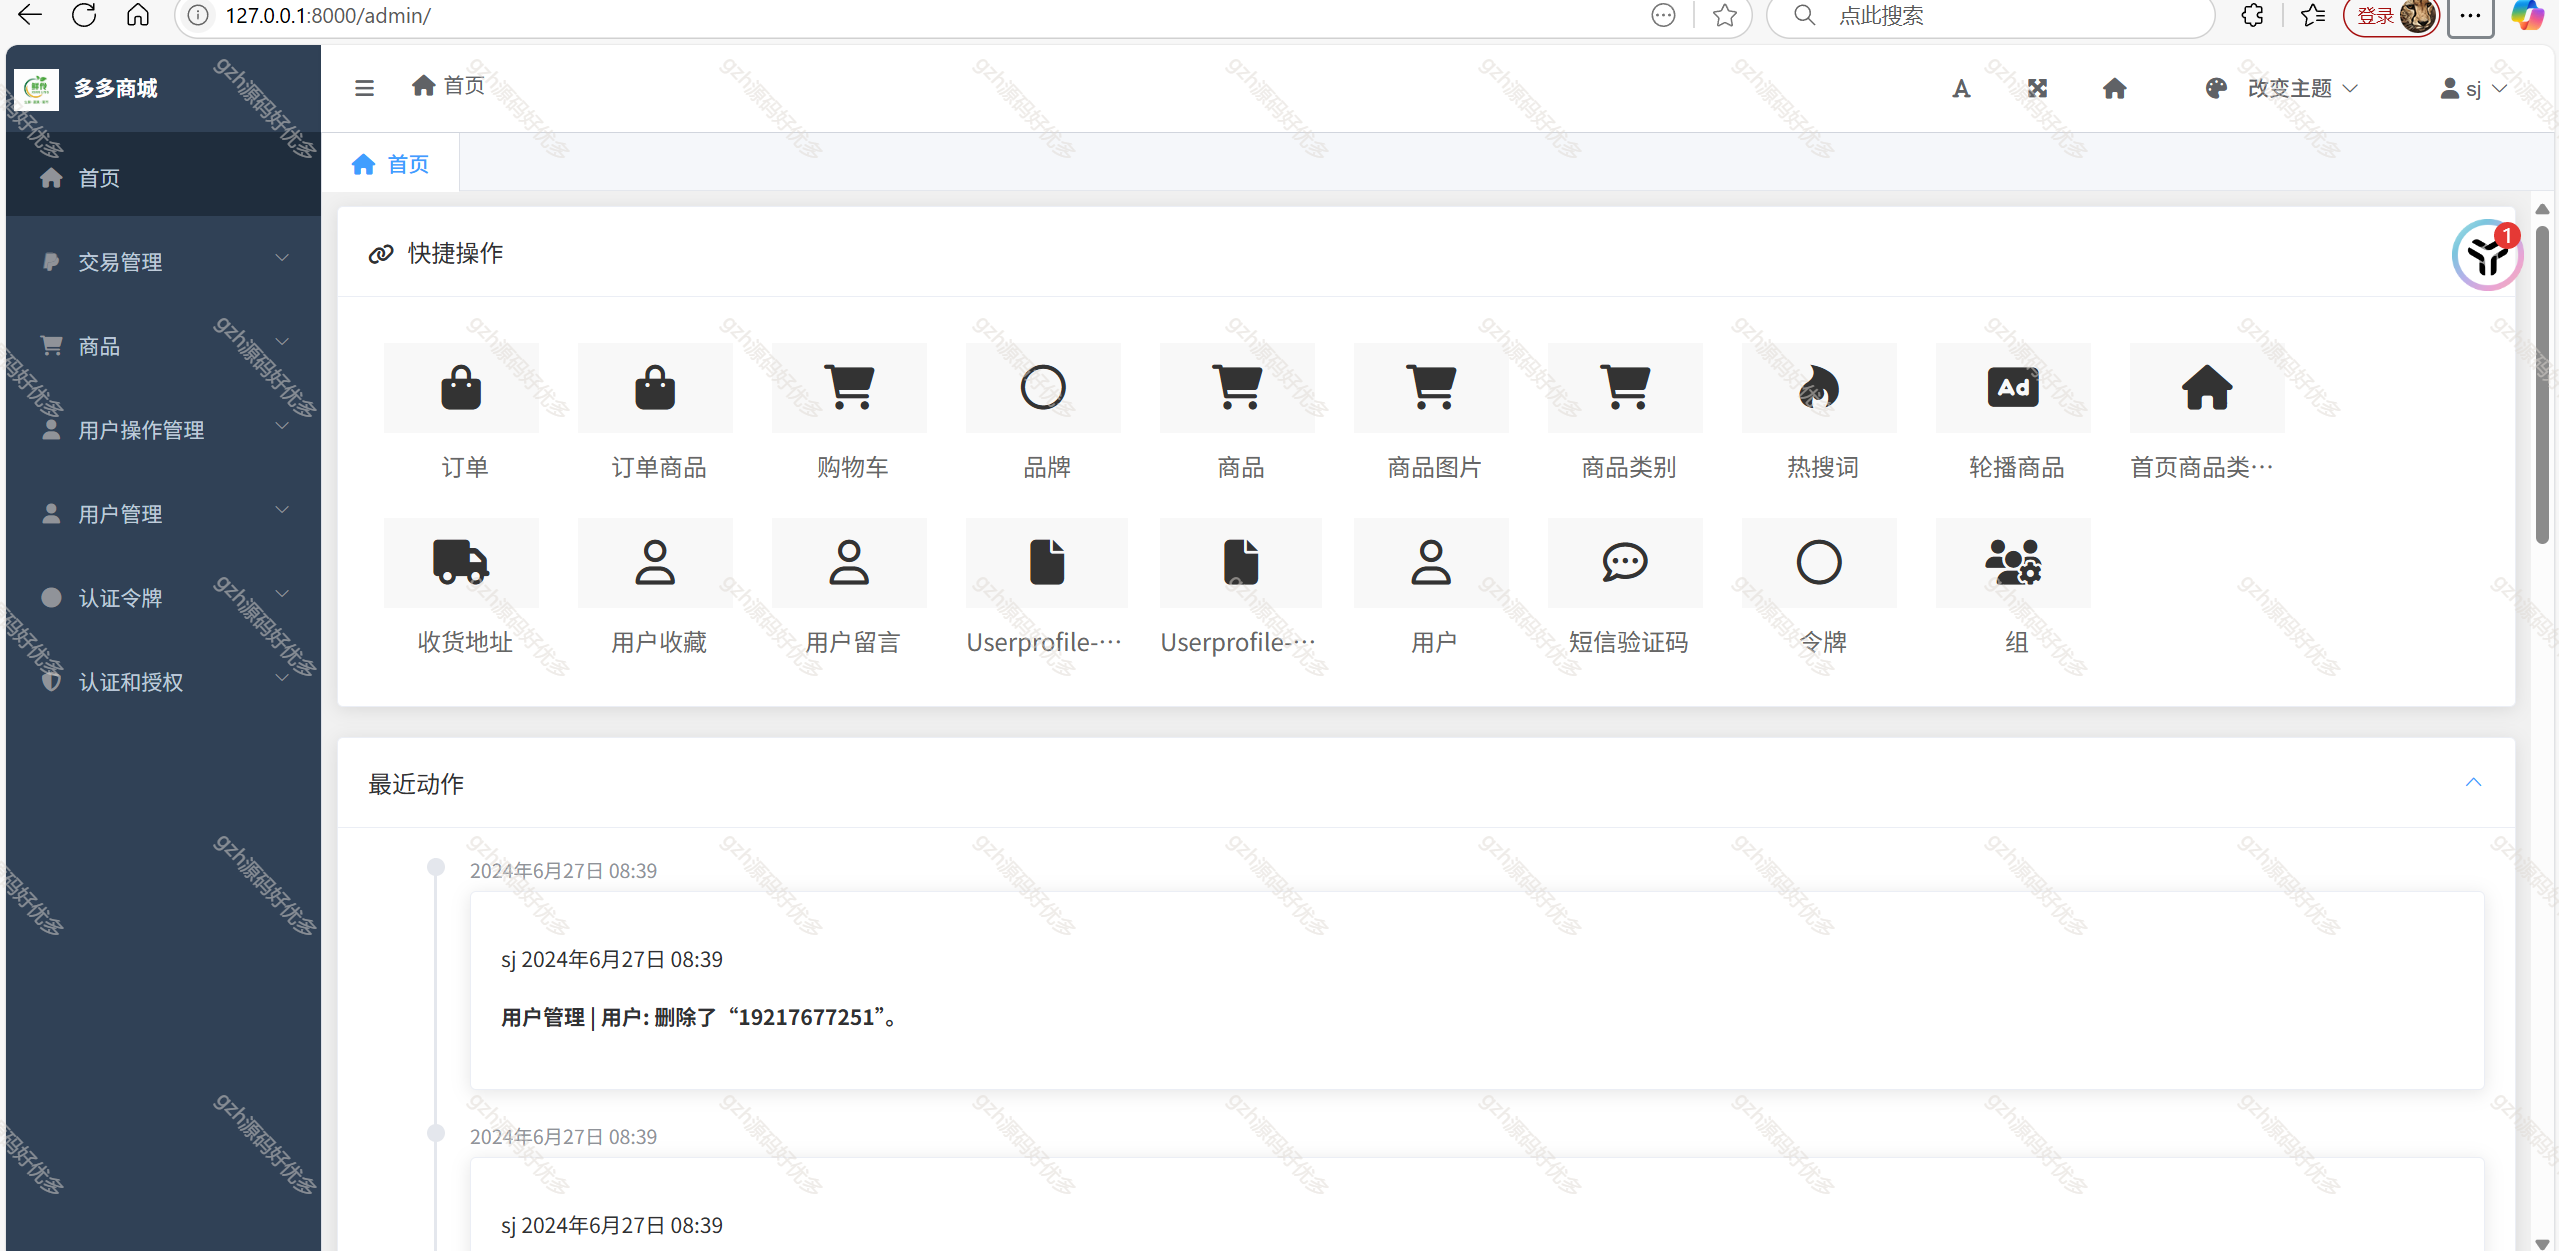 127.0.0.1:8000/admin/
点此搜索
登录
多多商城
首页
A
改变主题
sj
首页
首页
交易管理
商品
用户操作管理
用户管理
认证令牌
认证和授权
快捷操作
1
Ad
订单
订单商品
购物车
品牌
商品
商品图片
商品类别
热搜词
轮播商品
首页商品类···
收货地址
用户收藏
用户留言
Userprofile-···
Userprofile-···
用户
短信验证码
令牌
组
最近动作
2024年6月27日 08:39
sj 2024年6月27日 08:39
用户管理 | 用户: 删除了“19217677251”。
2024年6月27日 08:39
sj 2024年6月27日 08:39
gzh源码好优多